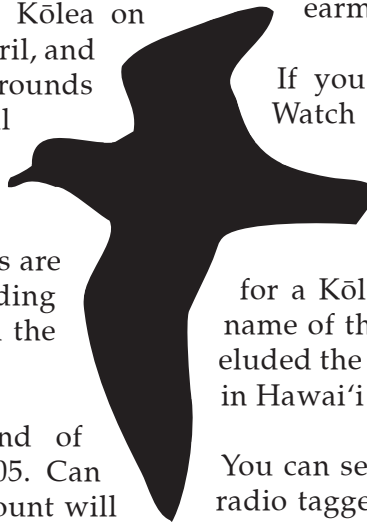 Kōlea on
ril, and
rounds
s are
ding
the
nd of
05. Can
ount will
earm
If you
Watch
for a Kōl
name of th
eluded the
in Hawaiʻi
You can se
radio tagge